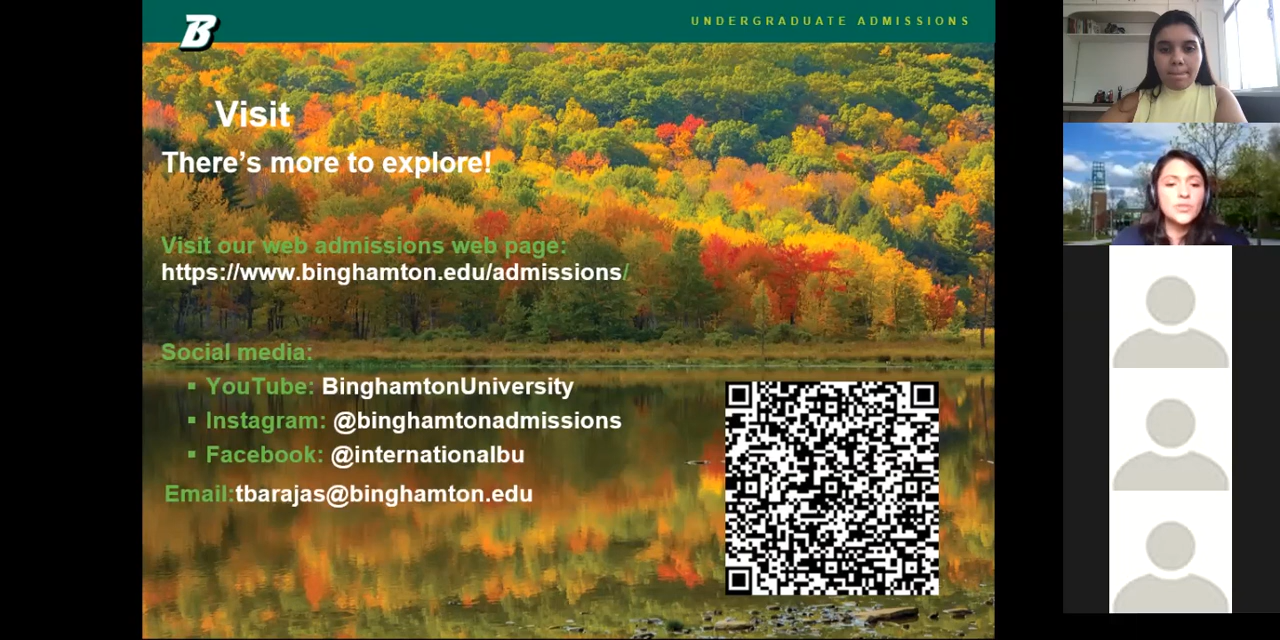 B
UNDERGRADUATE ADMISSIONS
Visit
There's more to explore!
Visit our web admissions web page:
https://www.binghamton.edu/admissions/
Social media:
▪ YouTube: BinghamtonUniversity
▪ Instagram: @binghamtonadmissions
▪ Facebook: @internationalbu
Email:tbarajas@binghamton.edu